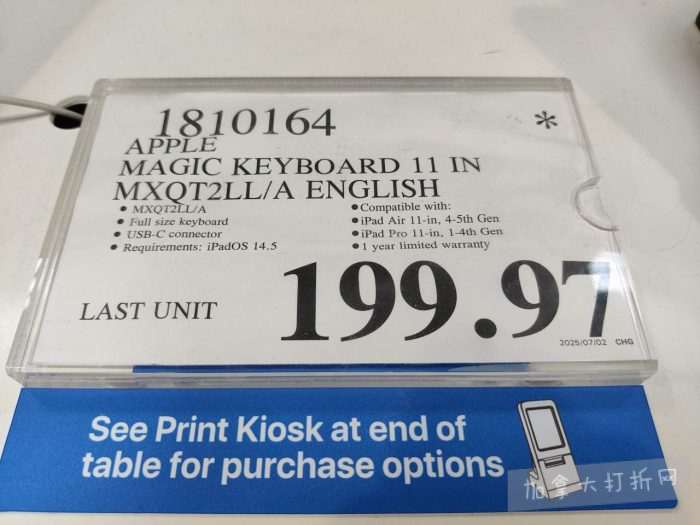 1810164
*
APPLE
MAGIC KEYBOARD 11 IN
MXQT2LL/A ENGLISH
• MXQT2LL/A
• Full size keyboard
• USB-C connector
• Requirements: iPadOS 14.5
• Compatible with:
• iPad Air 11-in, 4-5th Gen
• iPad Pro 11-in, 1-4th Gen
• 1 year limited warranty
LAST UNIT
199.97
2025/07/02 CHG
See Print Kiosk at end of
table for purchase options
加拿大打折网